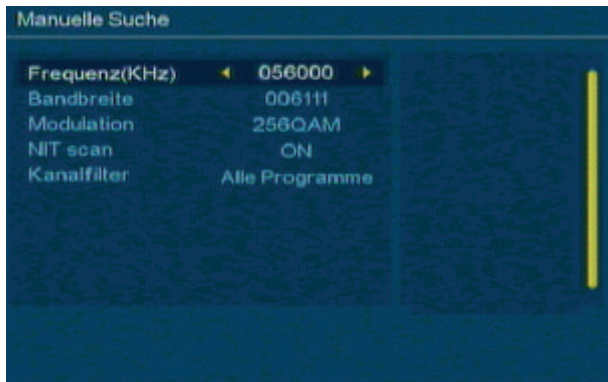 Manuelle Suche
Frequenz(KHz) 056000
Bandbreite 006111
Modulation 256QAM
NIT scan ON
Kanalfilter Alle Programme